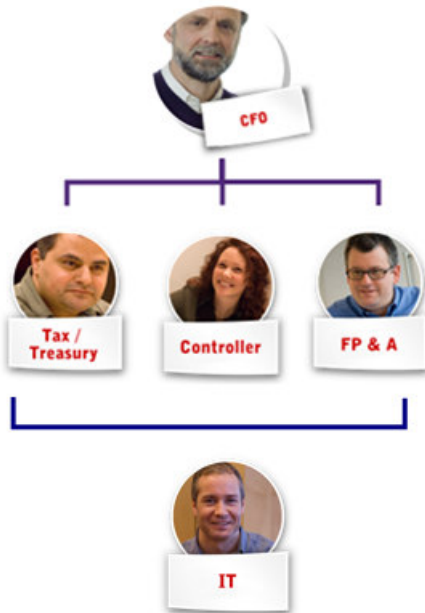 CFO
Tax /
Treasury
Controller
FP & A
IT